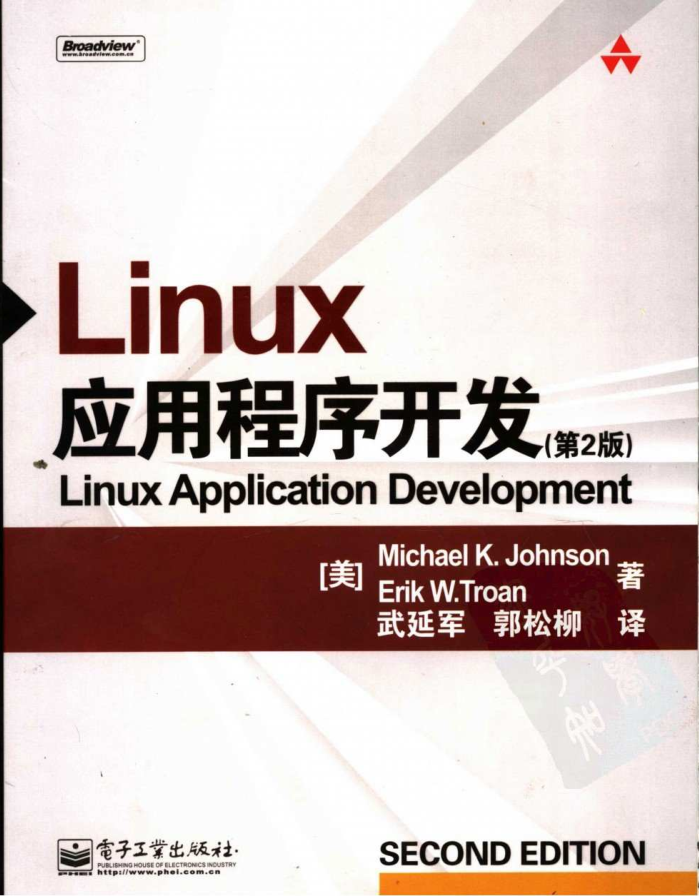 Broadview®
www.broadview.com.cn
Linux
应用程序开发(第2版)
Linux Application Development
[美] Michael K. Johnson
Erik W.Troan 著
武延军 郭松柳 译
電子工業出版社.
PUBLISHING HOUSE OF ELECTRONICS INDUSTRY
http://www.phei.com.cn
SECOND EDITION